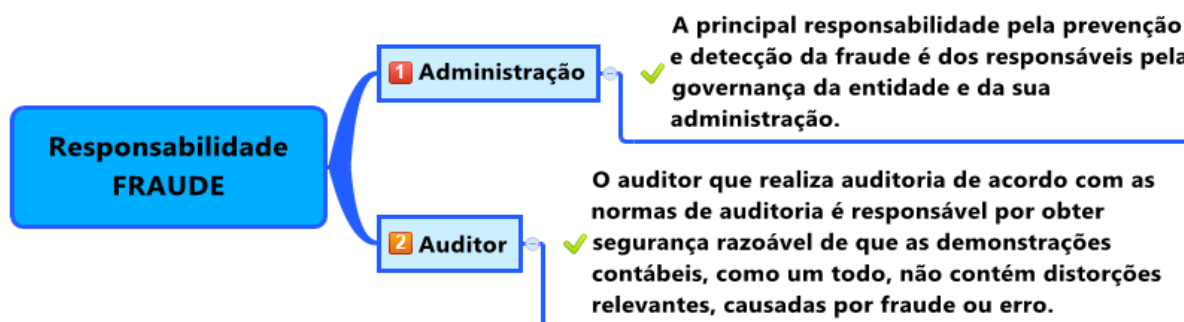 Responsabilidade
FRAUDE
1 Administração
A principal responsabilidade pela prevenção
e detecção da fraude é dos responsáveis pela
governança da entidade e da sua
administração.
2 Auditor
O auditor que realiza auditoria de acordo com as
normas de auditoria é responsável por obter
segurança razoável de que as demonstrações
contábeis, como um todo, não contém distorções
relevantes, causadas por fraude ou erro.